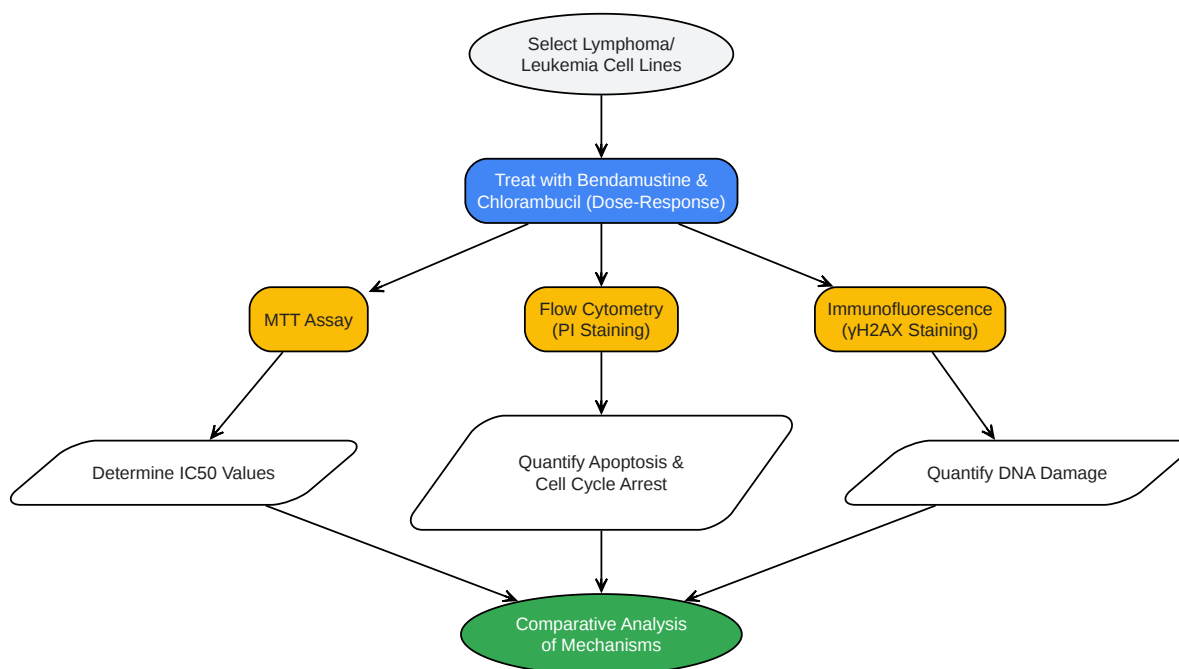 Select Lymphoma/
Leukemia Cell Lines
Treat with Bendamustine &
Chlorambucil (Dose-Response)
MTT Assay
Flow Cytometry
(PI Staining)
Immunofluorescence
(γH2AX Staining)
Determine IC50 Values
Quantify Apoptosis &
Cell Cycle Arrest
Quantify DNA Damage
Comparative Analysis
of Mechanisms